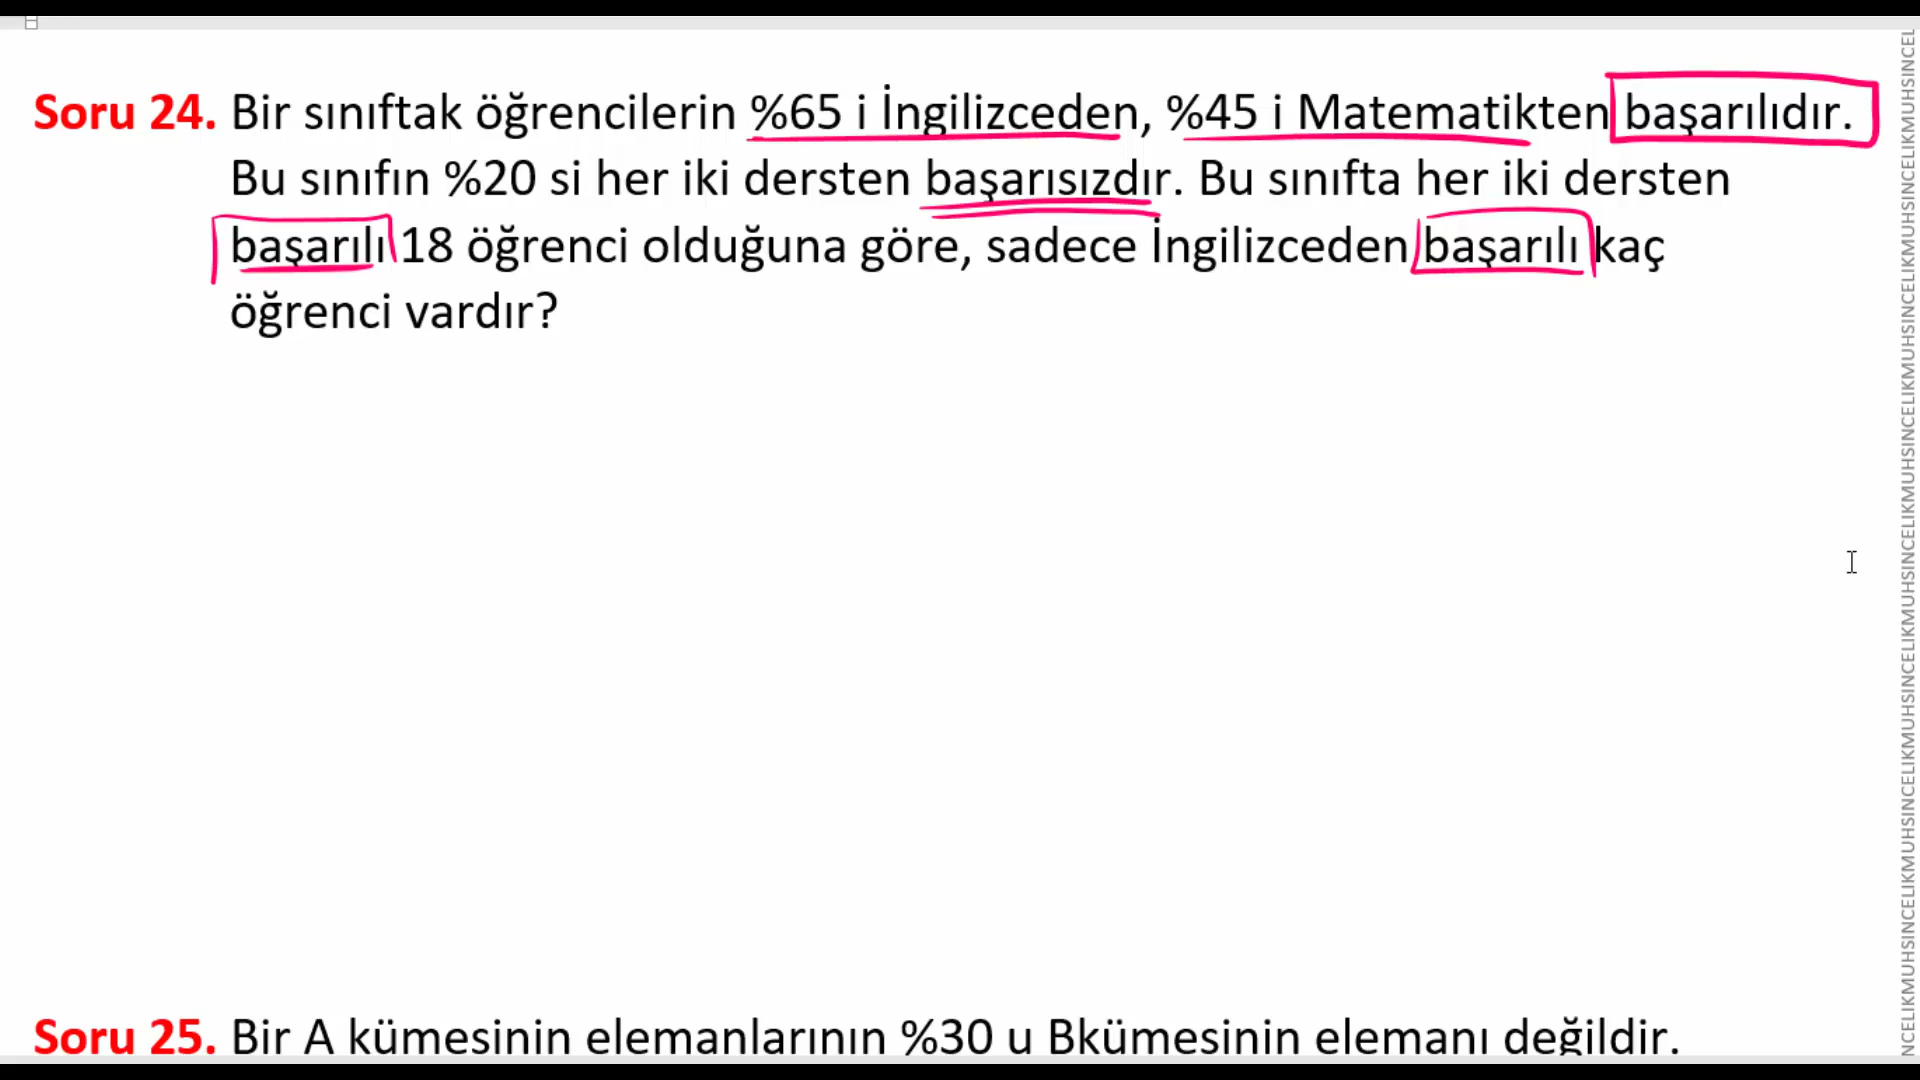 Soru 24. Bir sınıftak öğrencilerin %65 i İngilizceden, %45 i Matematikten başarılıdır.
Bu sınıfın %20 si her iki dersten başarısızdır. Bu sınıfta her iki dersten
başarılı 18 öğrenci olduğuna göre, sadece İngilizceden başarılı kaç
öğrenci vardır?
Soru 25. Bir A kümesinin elemanlarının %30 u Bkümesinin elemanı değildir.
NCELIKMUHSINCELIKMUHSINCELIKMUHSINCELIKMUHSINCELIKMUHSINCELIKMUHSINCELIKMUHSINCELIKMUHSINCEL